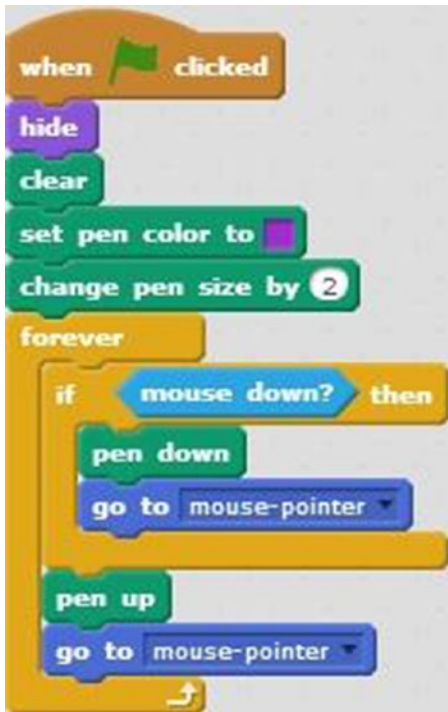 when clicked
hide
clear
set pen color to
change pen size by 2
forever
if mouse down? then
pen down
go to mouse-pointer
pen up
go to mouse-pointer